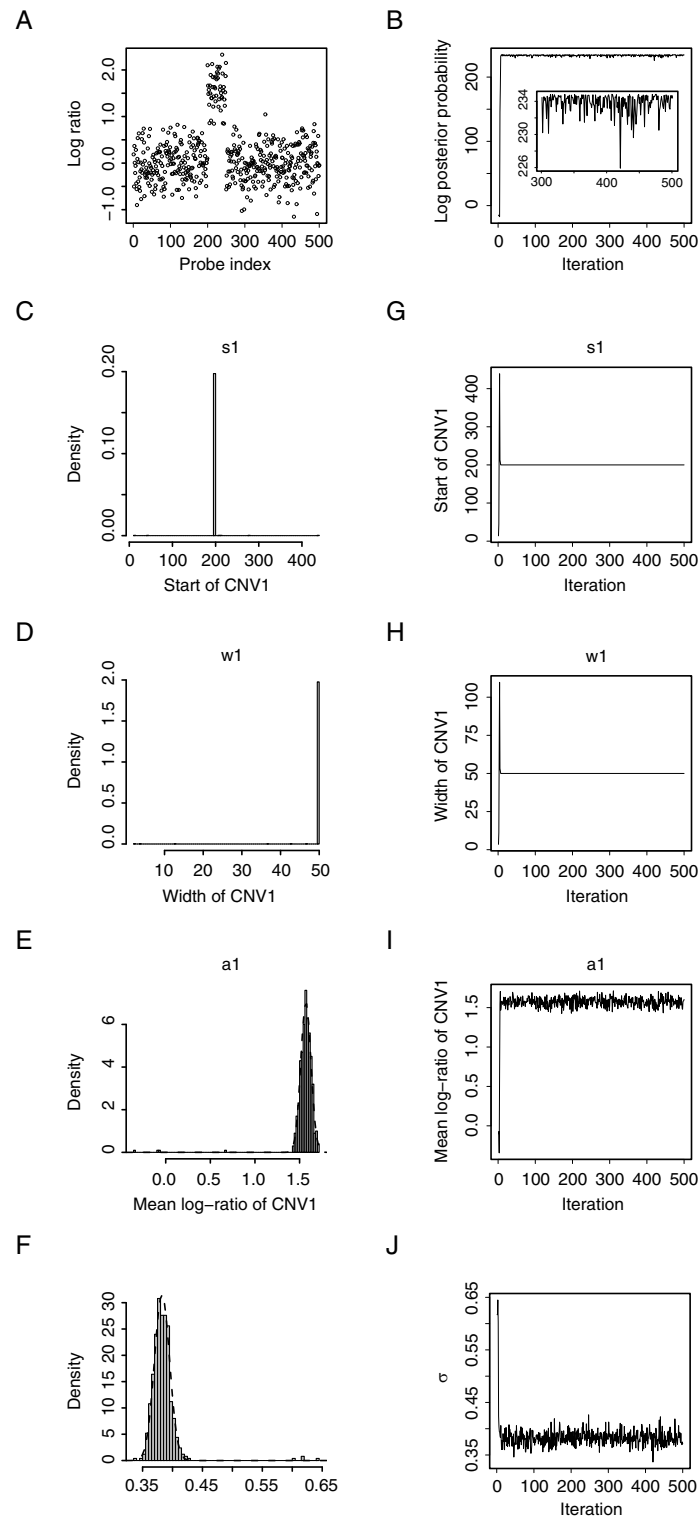 A
Log ratio
2.0
1.0
0.0
−1.0
0 100 200 300 400 500
Probe index
B
Log posterior probability
200
100
0
234
230
226
300 400 500
0 100 200 300 400 500
Iteration
C
s1
Density
0.20
0.10
0.00
0 100 200 300 400
Start of CNV1
G
s1
Start of CNV1
400
300
200
100
0
0 100 200 300 400 500
Iteration
D
w1
Density
2.0
1.5
1.0
0.5
0.0
10 20 30 40 50
Width of CNV1
H
w1
Width of CNV1
100
75
50
25
0
0 100 200 300 400 500
Iteration
E
a1
Density
6
4
2
0
0.0 0.5 1.0 1.5
Mean log−ratio of CNV1
I
a1
Mean log−ratio of CNV1
1.5
1.0
0.5
0.0
0 100 200 300 400 500
Iteration
F
Density
30
25
20
15
10
5
0
0.35 0.45 0.55 0.65
J
σ
0.65
0.55
0.45
0.35
0 100 200 300 400 500
Iteration